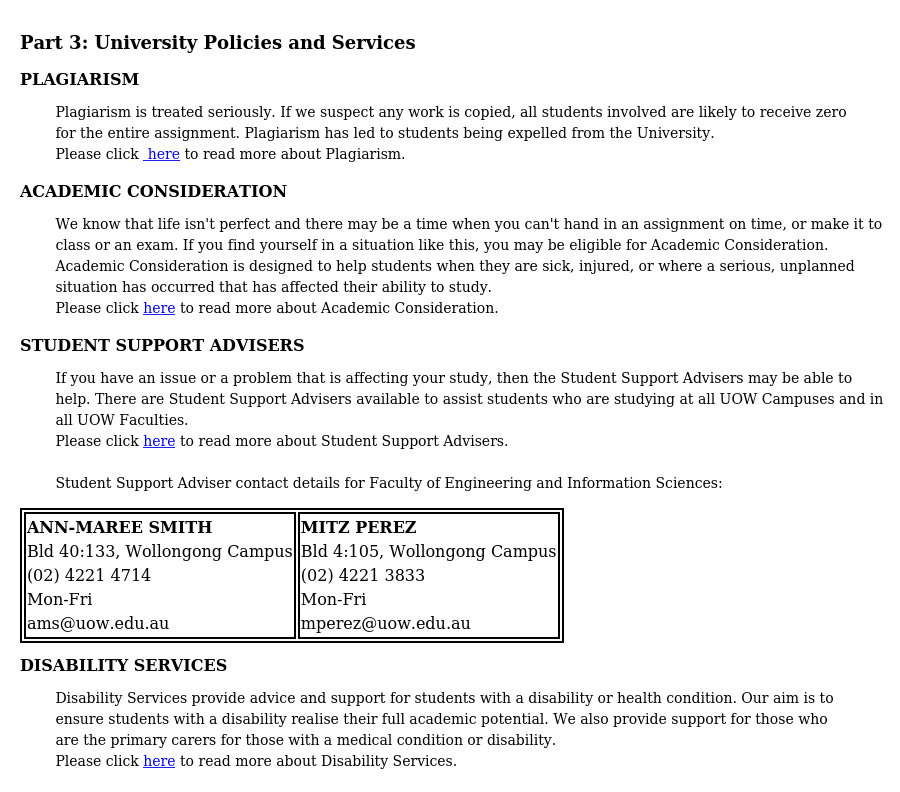 Part 3: University Policies and Services
PLAGIARISM
Plagiarism is treated seriously. If we suspect any work is copied, all students involved are likely to receive zero
for the entire assignment. Plagiarism has led to students being expelled from the University.
Please click here to read more about Plagiarism.
ACADEMIC CONSIDERATION
We know that life isn't perfect and there may be a time when you can't hand in an assignment on time, or make it to
class or an exam. If you find yourself in a situation like this, you may be eligible for Academic Consideration.
Academic Consideration is designed to help students when they are sick, injured, or where a serious, unplanned
situation has occurred that has affected their ability to study.
Please click here to read more about Academic Consideration.
STUDENT SUPPORT ADVISERS
If you have an issue or a problem that is affecting your study, then the Student Support Advisers may be able to
help. There are Student Support Advisers available to assist students who are studying at all UOW Campuses and in
all UOW Faculties.
Please click here to read more about Student Support Advisers.
Student Support Adviser contact details for Faculty of Engineering and Information Sciences:
ANN-MAREE SMITH
Bld 40:133, Wollongong Campus
(02) 4221 4714
Mon-Fri
ams@uow.edu.au
MITZ PEREZ
Bld 4:105, Wollongong Campus
(02) 4221 3833
Mon-Fri
mperez@uow.edu.au
DISABILITY SERVICES
Disability Services provide advice and support for students with a disability or health condition. Our aim is to
ensure students with a disability realise their full academic potential. We also provide support for those who
are the primary carers for those with a medical condition or disability.
Please click here to read more about Disability Services.